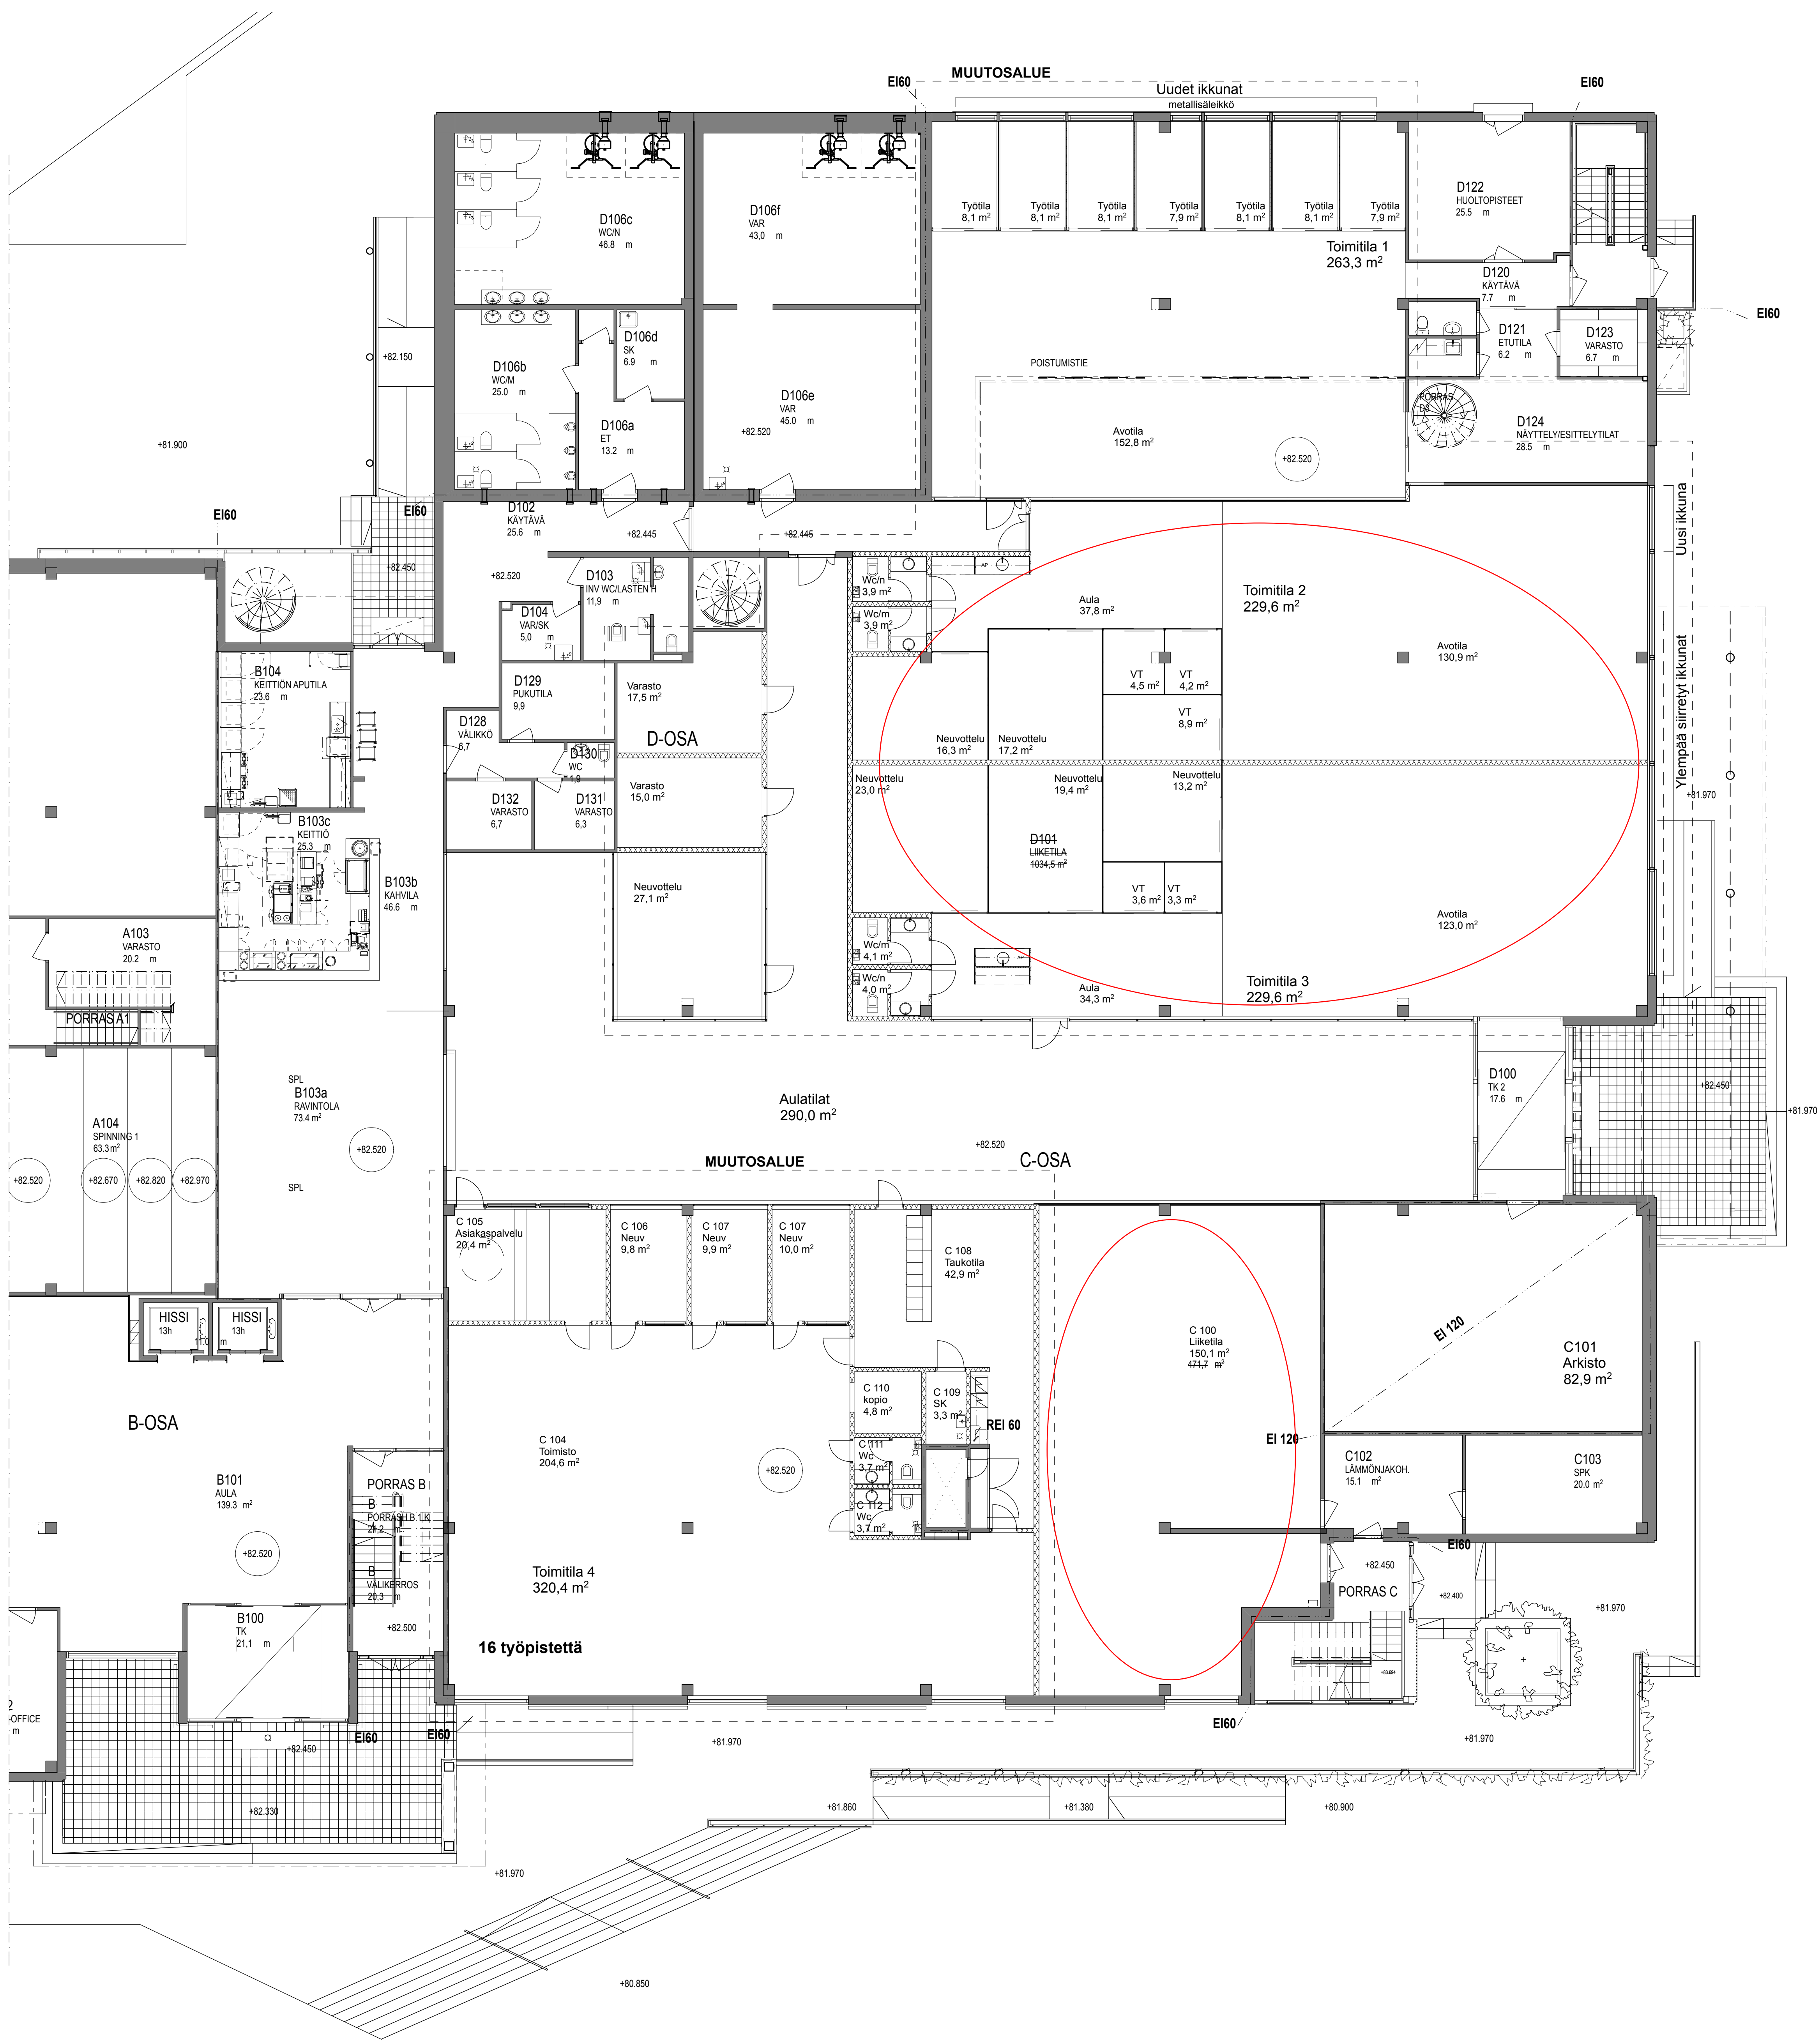 MUUTOSALUE
EI60
Uudet ikkunat
metallisäleikkö
EI60
D106c
WC/N
46.8 m
D106f
VAR
43,0 m
Työtila
8,1 m²
Työtila
8,1 m²
Työtila
8,1 m²
Työtila
7,9 m²
Työtila
8,1 m²
Työtila
8,1 m²
Työtila
7,9 m²
D122
HUOLTOPISTEET
25.5 m
Toimitila 1
263,3 m²
D120
KÄYTÄVÄ
7.7 m
EI60
D121
ETUTILA
6.2 m
D123
VARASTO
6.7 m
+82.150
D106d
SK
6.9 m
D106b
WC/M
25.0 m
POISTUMISTIE
D106e
VAR
45.0 m
+82.520
D106a
ET
13.2 m
PORRAS
D124
NÄYTTELY/ESITTELYTILAT
28.5 m
Avotila
152,8 m²
+82.520
+81.900
EI60
EI60
D102
KÄYTÄVÄ
25.6 m
+82.445
+82.445
Uusi ikkuna
+82.450
+82.520
D103
INV WC/LASTEN H
11,9 m
D104
VAR/SK
5,0 m
Wc/n
3,9 m²
Wc/m
3,9 m²
AP
Aula
37,8 m²
Toimitila 2
229,6 m²
Avotila
130,9 m²
Ylempää siirretyt ikkunat
B104
KEITTIÖN APUTILA
23.6 m
D129
PUKUTILA
9,9
Varasto
17,5 m²
VT
4,5 m²
VT
4,2 m²
VT
8,9 m²
D128
VÄLIKKÖ
6,7
D-OSA
Neuvottelu
16,3 m²
Neuvottelu
17,2 m²
D130
WC
1,9
Varasto
15,0 m²
Neuvottelu
23,0 m²
Neuvottelu
19,4 m²
Neuvottelu
13,2 m²
+81.970
D132
VARASTO
6,7
D131
VARASTO
6,3
B103c
KEITTIÖ
25.3 m
D101
LIIKETILA
1034,5 m²
B103b
KAHVILA
46.6 m
Neuvottelu
27,1 m²
VT
3,6 m²
VT
3,3 m²
Avotila
123,0 m²
A103
VARASTO
20.2 m
Wc/m
4,1 m²
AP
Wc/n
4,0 m²
Aula
34,3 m²
Toimitila 3
229,6 m²
PORRAS A1
SPL
B103a
RAVINTOLA
73.4 m²
D100
TK 2
17.6 m
+82.450
+81.970
Aulatilat
290,0 m²
A104
SPINNING 1
63.3 m²
+82.520
+82.520
C-OSA
MUUTOSALUE
+82.520
+82.670
+82.820
+82.970
SPL
C 105
Asiakaspalvelu
20,4 m²
C 106
Neuv
9,8 m²
C 107
Neuv
9,9 m²
C 107
Neuv
10,0 m²
C 108
Taukotila
42,9 m²
HISSI
13h
HISSI
13h
11.0 m
C 100
Liiketila
150,1 m²
471,7 m²
EI 120
C101
Arkisto
82,9 m²
C 110
kopio
4,8 m²
C 109
SK
3,3 m²
REI 60
B-OSA
C 104
Toimisto
204,6 m²
EI 120
C 111
Wc
3,7 m²
+82.520
C102
LÄMMÖNJAKOH.
15.1 m²
C103
SPK
20.0 m²
B101
AULA
139.3 m²
PORRAS B
B
PORRASH.B 1.K
C 112
Wc
3,7 m²
EI60
+82.520
B
VÄLIKERROS
20,3 m
Toimitila 4
320,4 m²
+82.450
PORRAS C
+82.400
+81.970
B100
TK
21,1 m
+82.500
16 työpistettä
+83.694
2
-OFFICE
m
EI60
EI60
EI60
+82.450
+81.970
+81.970
+82.330
+81.860
+81.380
+80.900
+81.970
+80.850